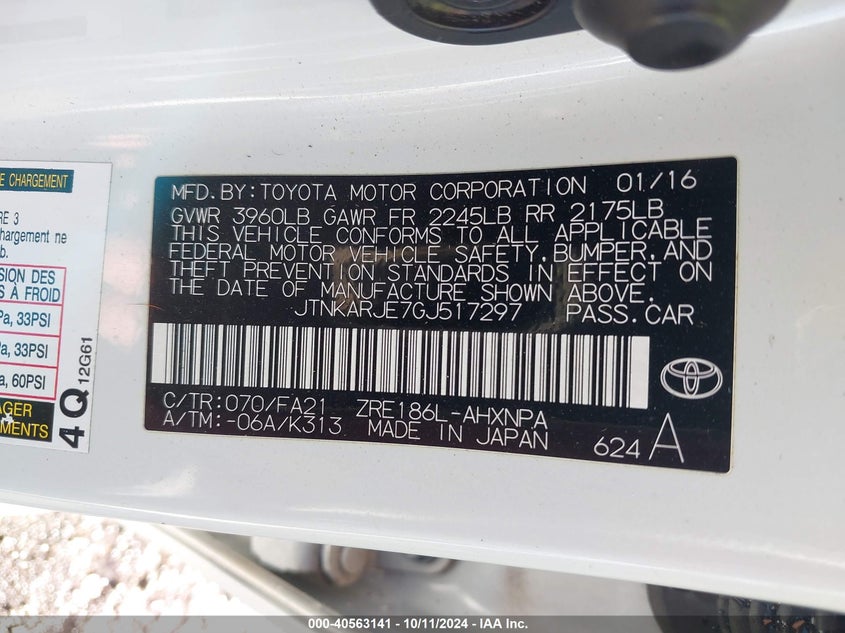 E CHARGEMENT
RE 3
chargement ne
b.
SION DES
S À FROID
Pa, 33PSI
Pa, 33PSI
a, 60PSI
AGER
EMENTS
4Q 12G61
MFD.BY:TOYOTA MOTOR CORPORATION 01/16
GVWR 3960LB GAWR FR 2245LB RR 2175LB
THIS VEHICLE CONFORMS TO ALL APPLICABLE
FEDERAL MOTOR VEHICLE SAFETY,BUMPER,AND
THEFT PREVENTION STANDARDS IN EFFECT ON
THE DATE OF MANUFACTURE SHOWN ABOVE.
JTNKARJE7GJ517297 PASS.CAR
C/TR:070/FA21 ZRE186L-AHXNPA
A/TM:-06A/K313 MADE IN JAPAN 624 A
000-40563141 - 10/11/2024 - IAA Inc.